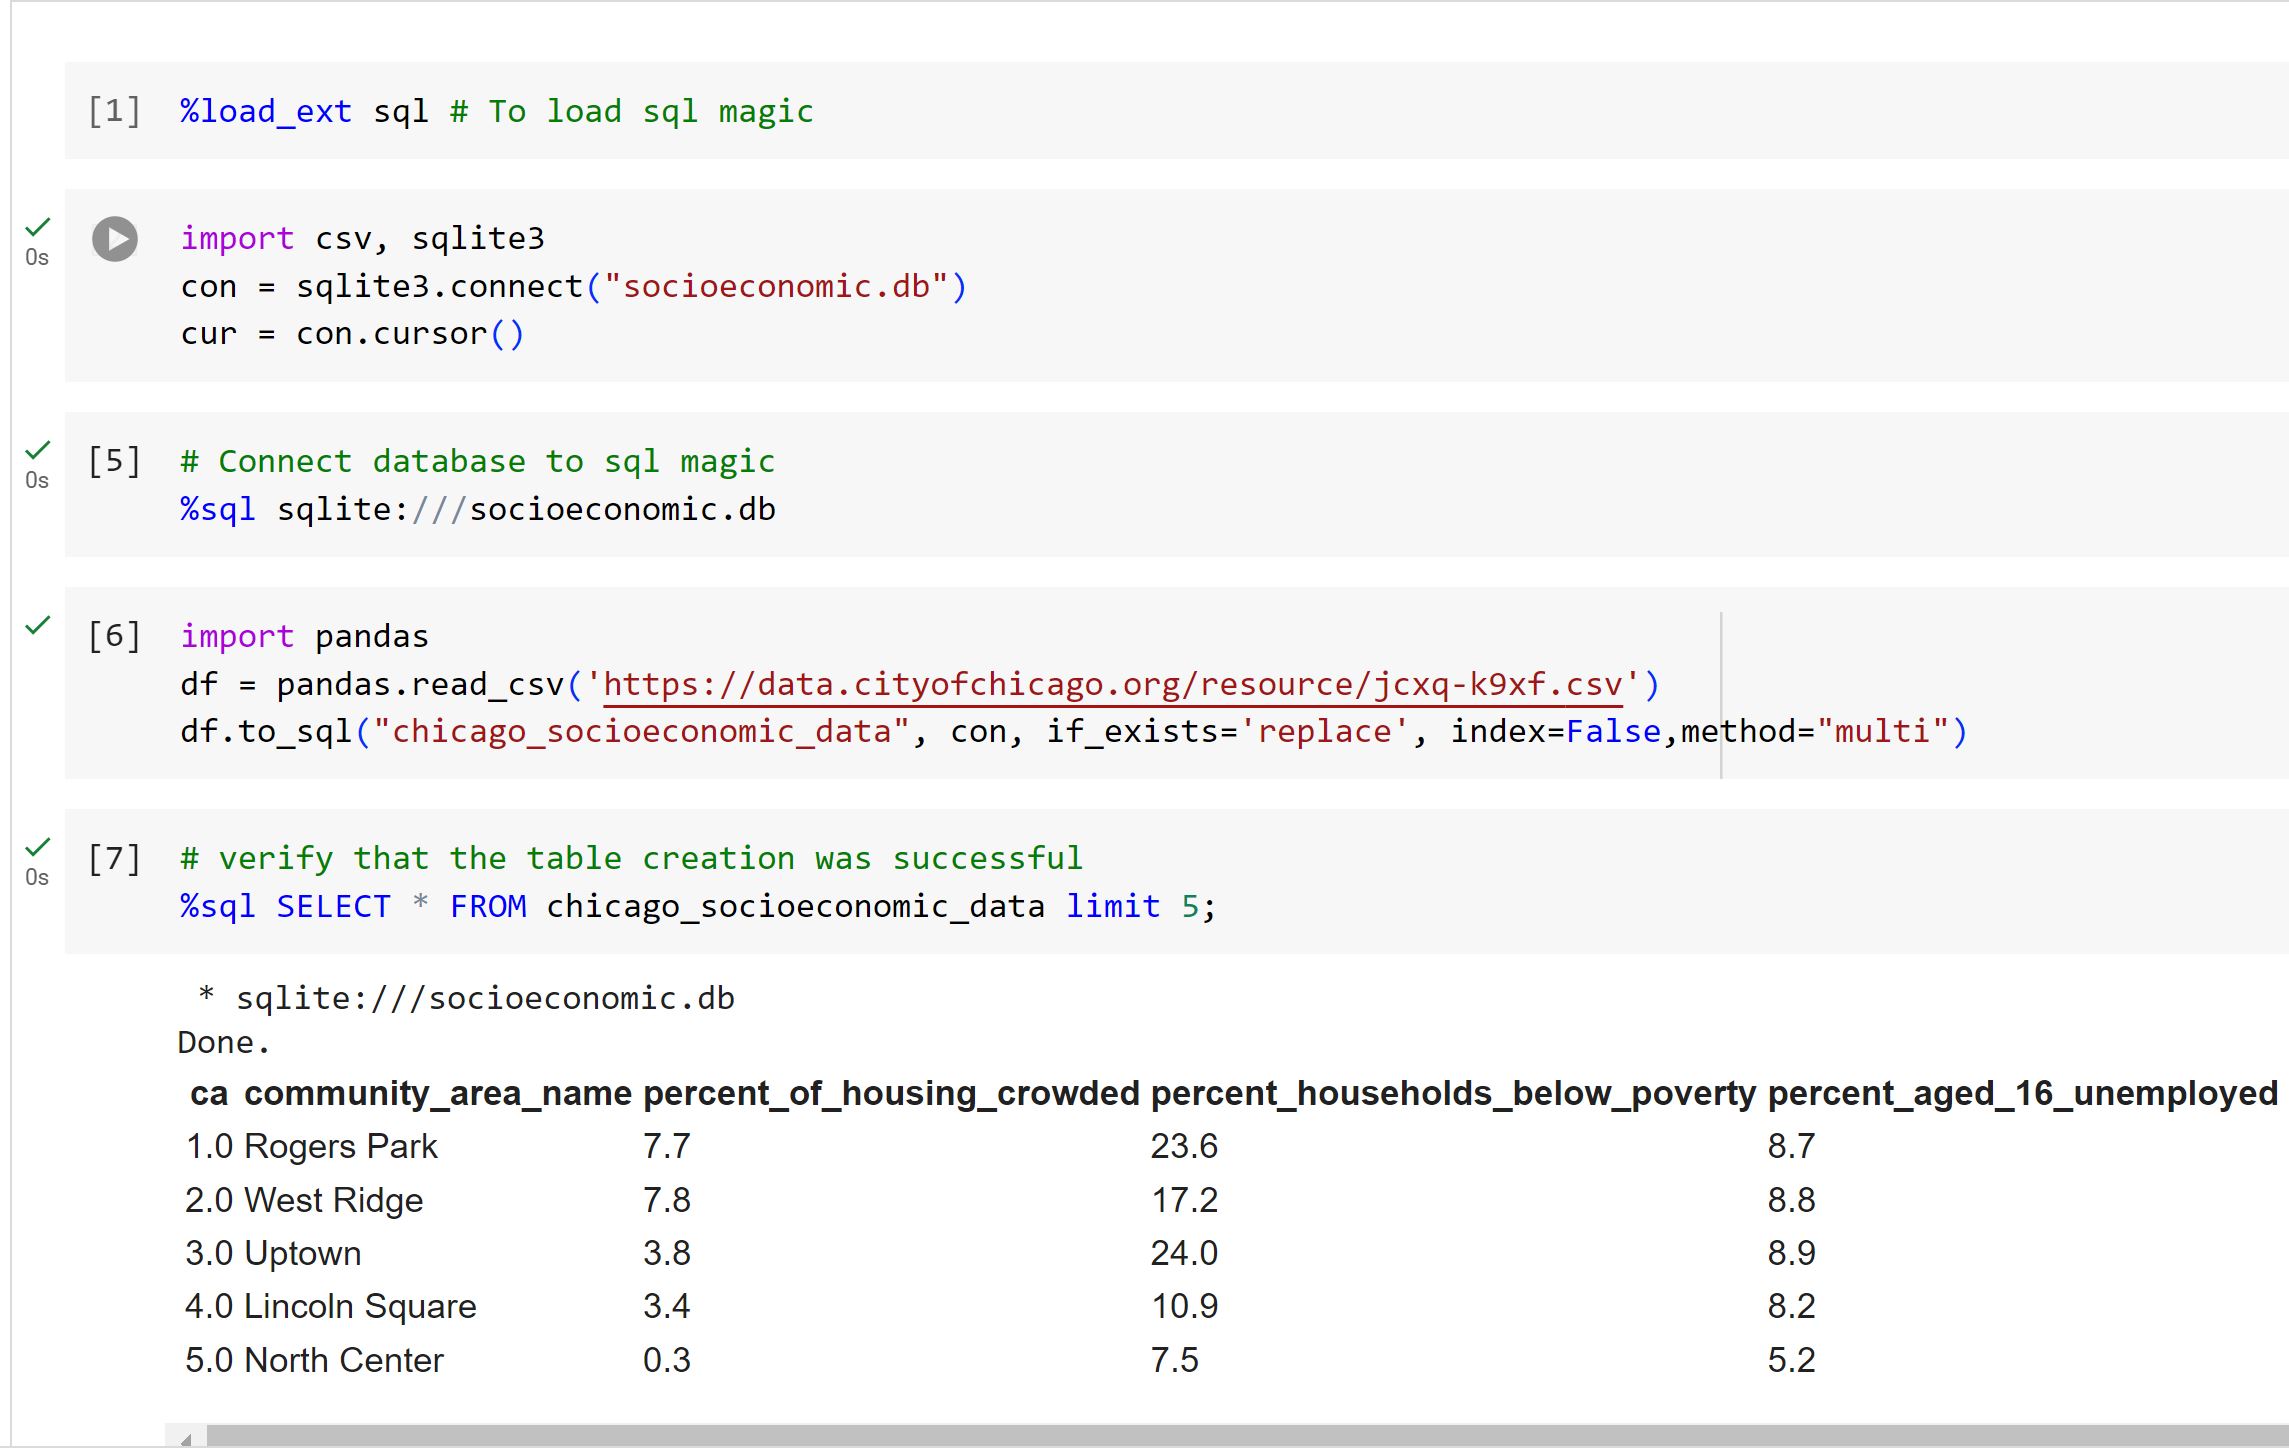 [1] %load_ext sql # To load sql magic
0s
import csv, sqlite3
con = sqlite3.connect("socioeconomic.db")
cur = con.cursor()
0s
[5] # Connect database to sql magic
%sql sqlite:///socioeconomic.db
[6] import pandas
df = pandas.read_csv('https://data.cityofchicago.org/resource/jcxq-k9xf.csv')
df.to_sql("chicago_socioeconomic_data", con, if_exists='replace', index=False,method="multi")
0s
[7] # verify that the table creation was successful
%sql SELECT * FROM chicago_socioeconomic_data limit 5;
* sqlite:///socioeconomic.db
Done.
ca community_area_name percent_of_housing_crowded percent_households_below_poverty percent_aged_16_unemployed
1.0 Rogers Park 7.7 23.6 8.7
2.0 West Ridge 7.8 17.2 8.8
3.0 Uptown 3.8 24.0 8.9
4.0 Lincoln Square 3.4 10.9 8.2
5.0 North Center 0.3 7.5 5.2